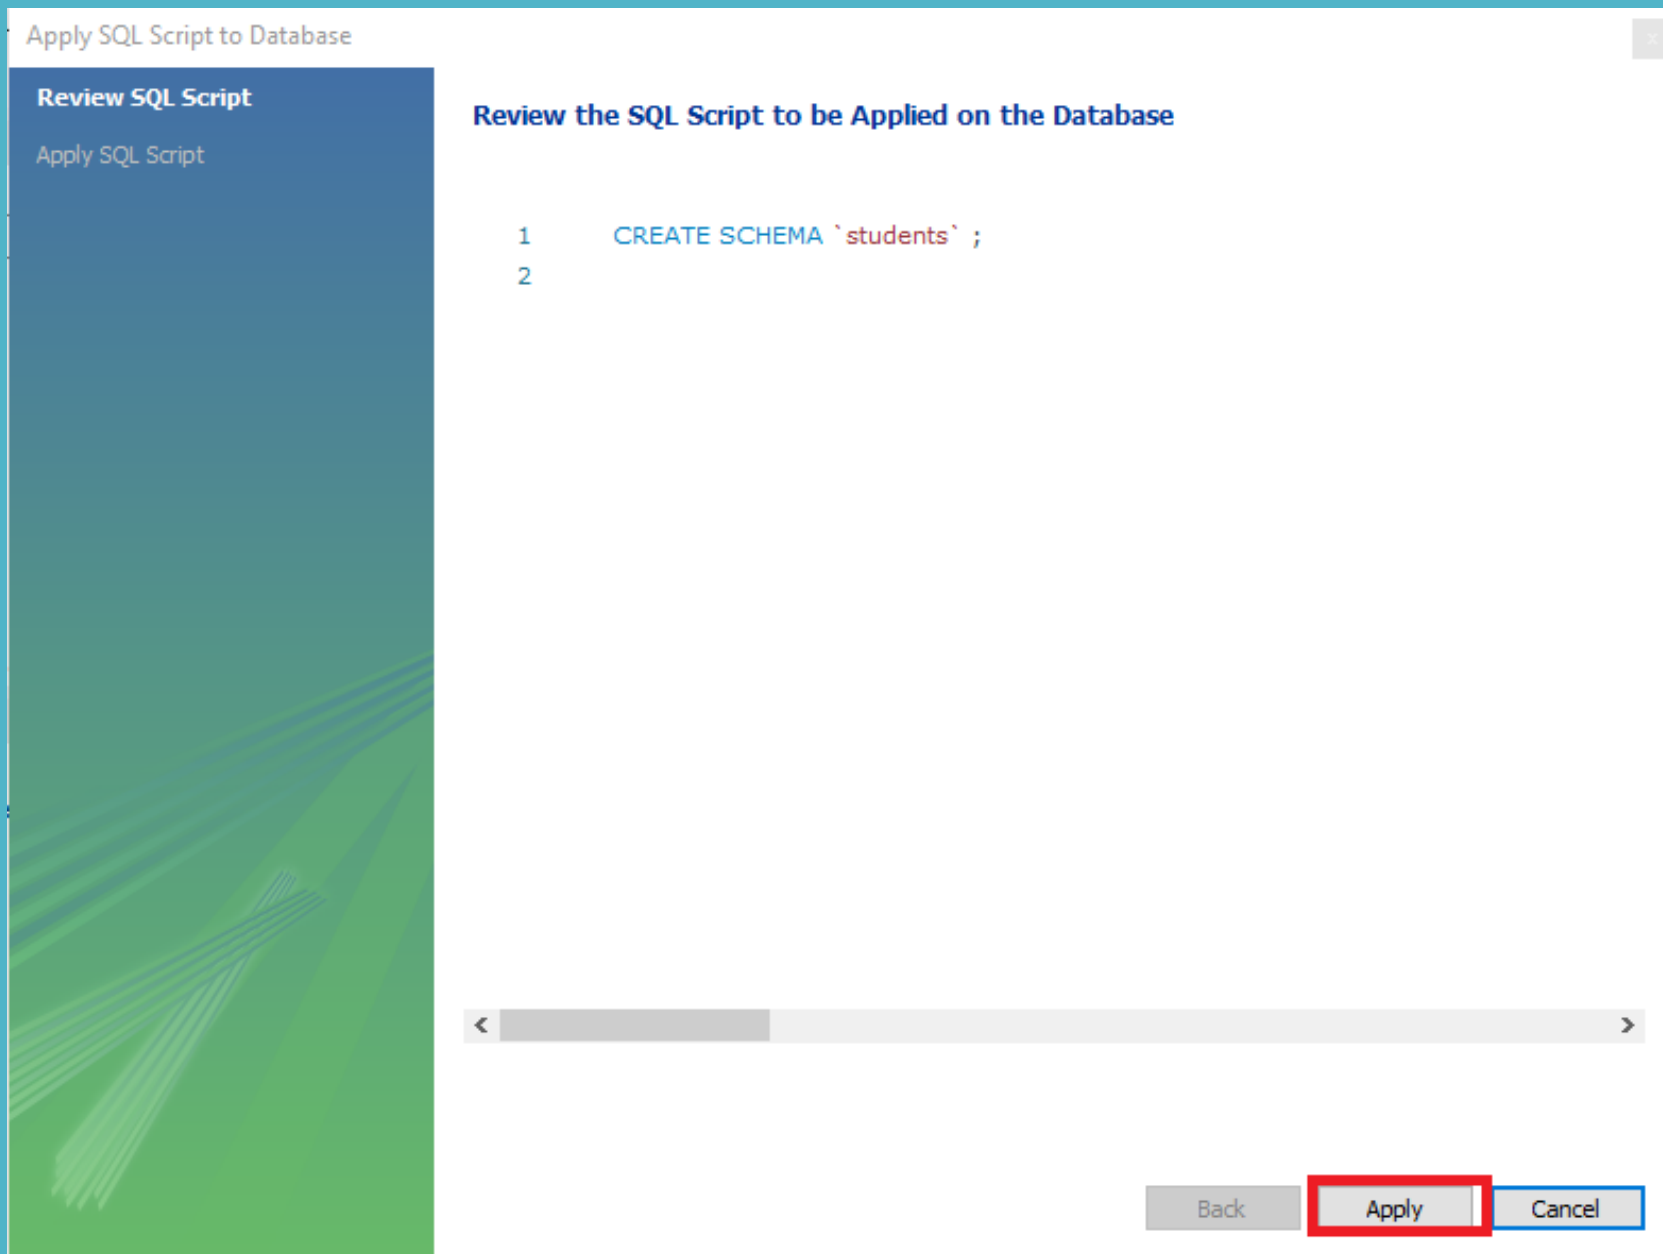 Apply SQL Script to Database
Review SQL Script
Apply SQL Script
Review the SQL Script to be Applied on the Database
1 CREATE SCHEMA `students` ;
2
Back Apply Cancel